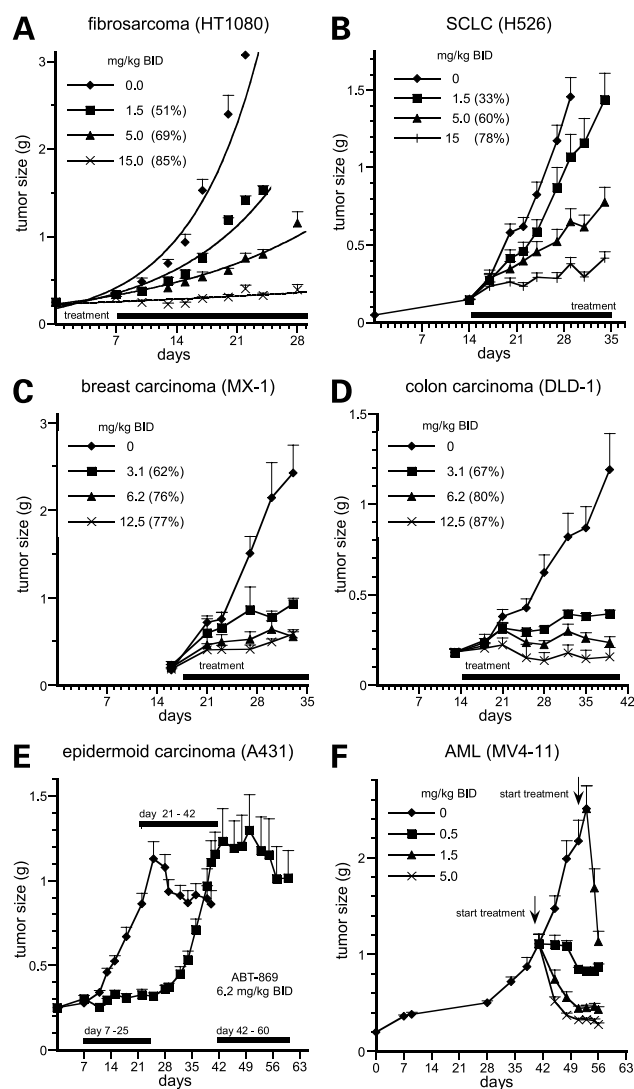 A fibrosarcoma (HT1080)
mg/kg BID
0.0
1.5 (51%)
5.0 (69%)
15.0 (85%)
3
2
1
0
tumor size (g)
treatment
7 14 21 28
days
B SCLC (H526)
mg/kg BID
0
1.5 (33%)
5.0 (60%)
15 (78%)
1.5
1
0.5
0
tumor size (g)
treatment
7 14 21 28 35
days
C breast carcinoma (MX-1)
mg/kg BID
0
3.1 (62%)
6.2 (76%)
12.5 (77%)
3
2
1
0
tumor size (g)
treatment
7 14 21 28 35
days
D colon carcinoma (DLD-1)
mg/kg BID
0
3.1 (67%)
6.2 (80%)
12.5 (87%)
1.5
1
0.5
0
tumor size (g)
treatment
7 14 21 28 35 42
days
E epidermoid carcinoma (A431)
day 21 - 42
1.5
1
0.5
0
tumor size (g)
ABT-869
6.2 mg/kg BID
day 7 -25
day 42 - 60
0 7 14 21 28 35 42 49 56 63
days
F AML (MV4-11)
mg/kg BID
0
0.5
1.5
5.0
start treatment
start treatment
2
1
0
tumor size (g)
0 7 14 21 28 35 42 49 56 63
days